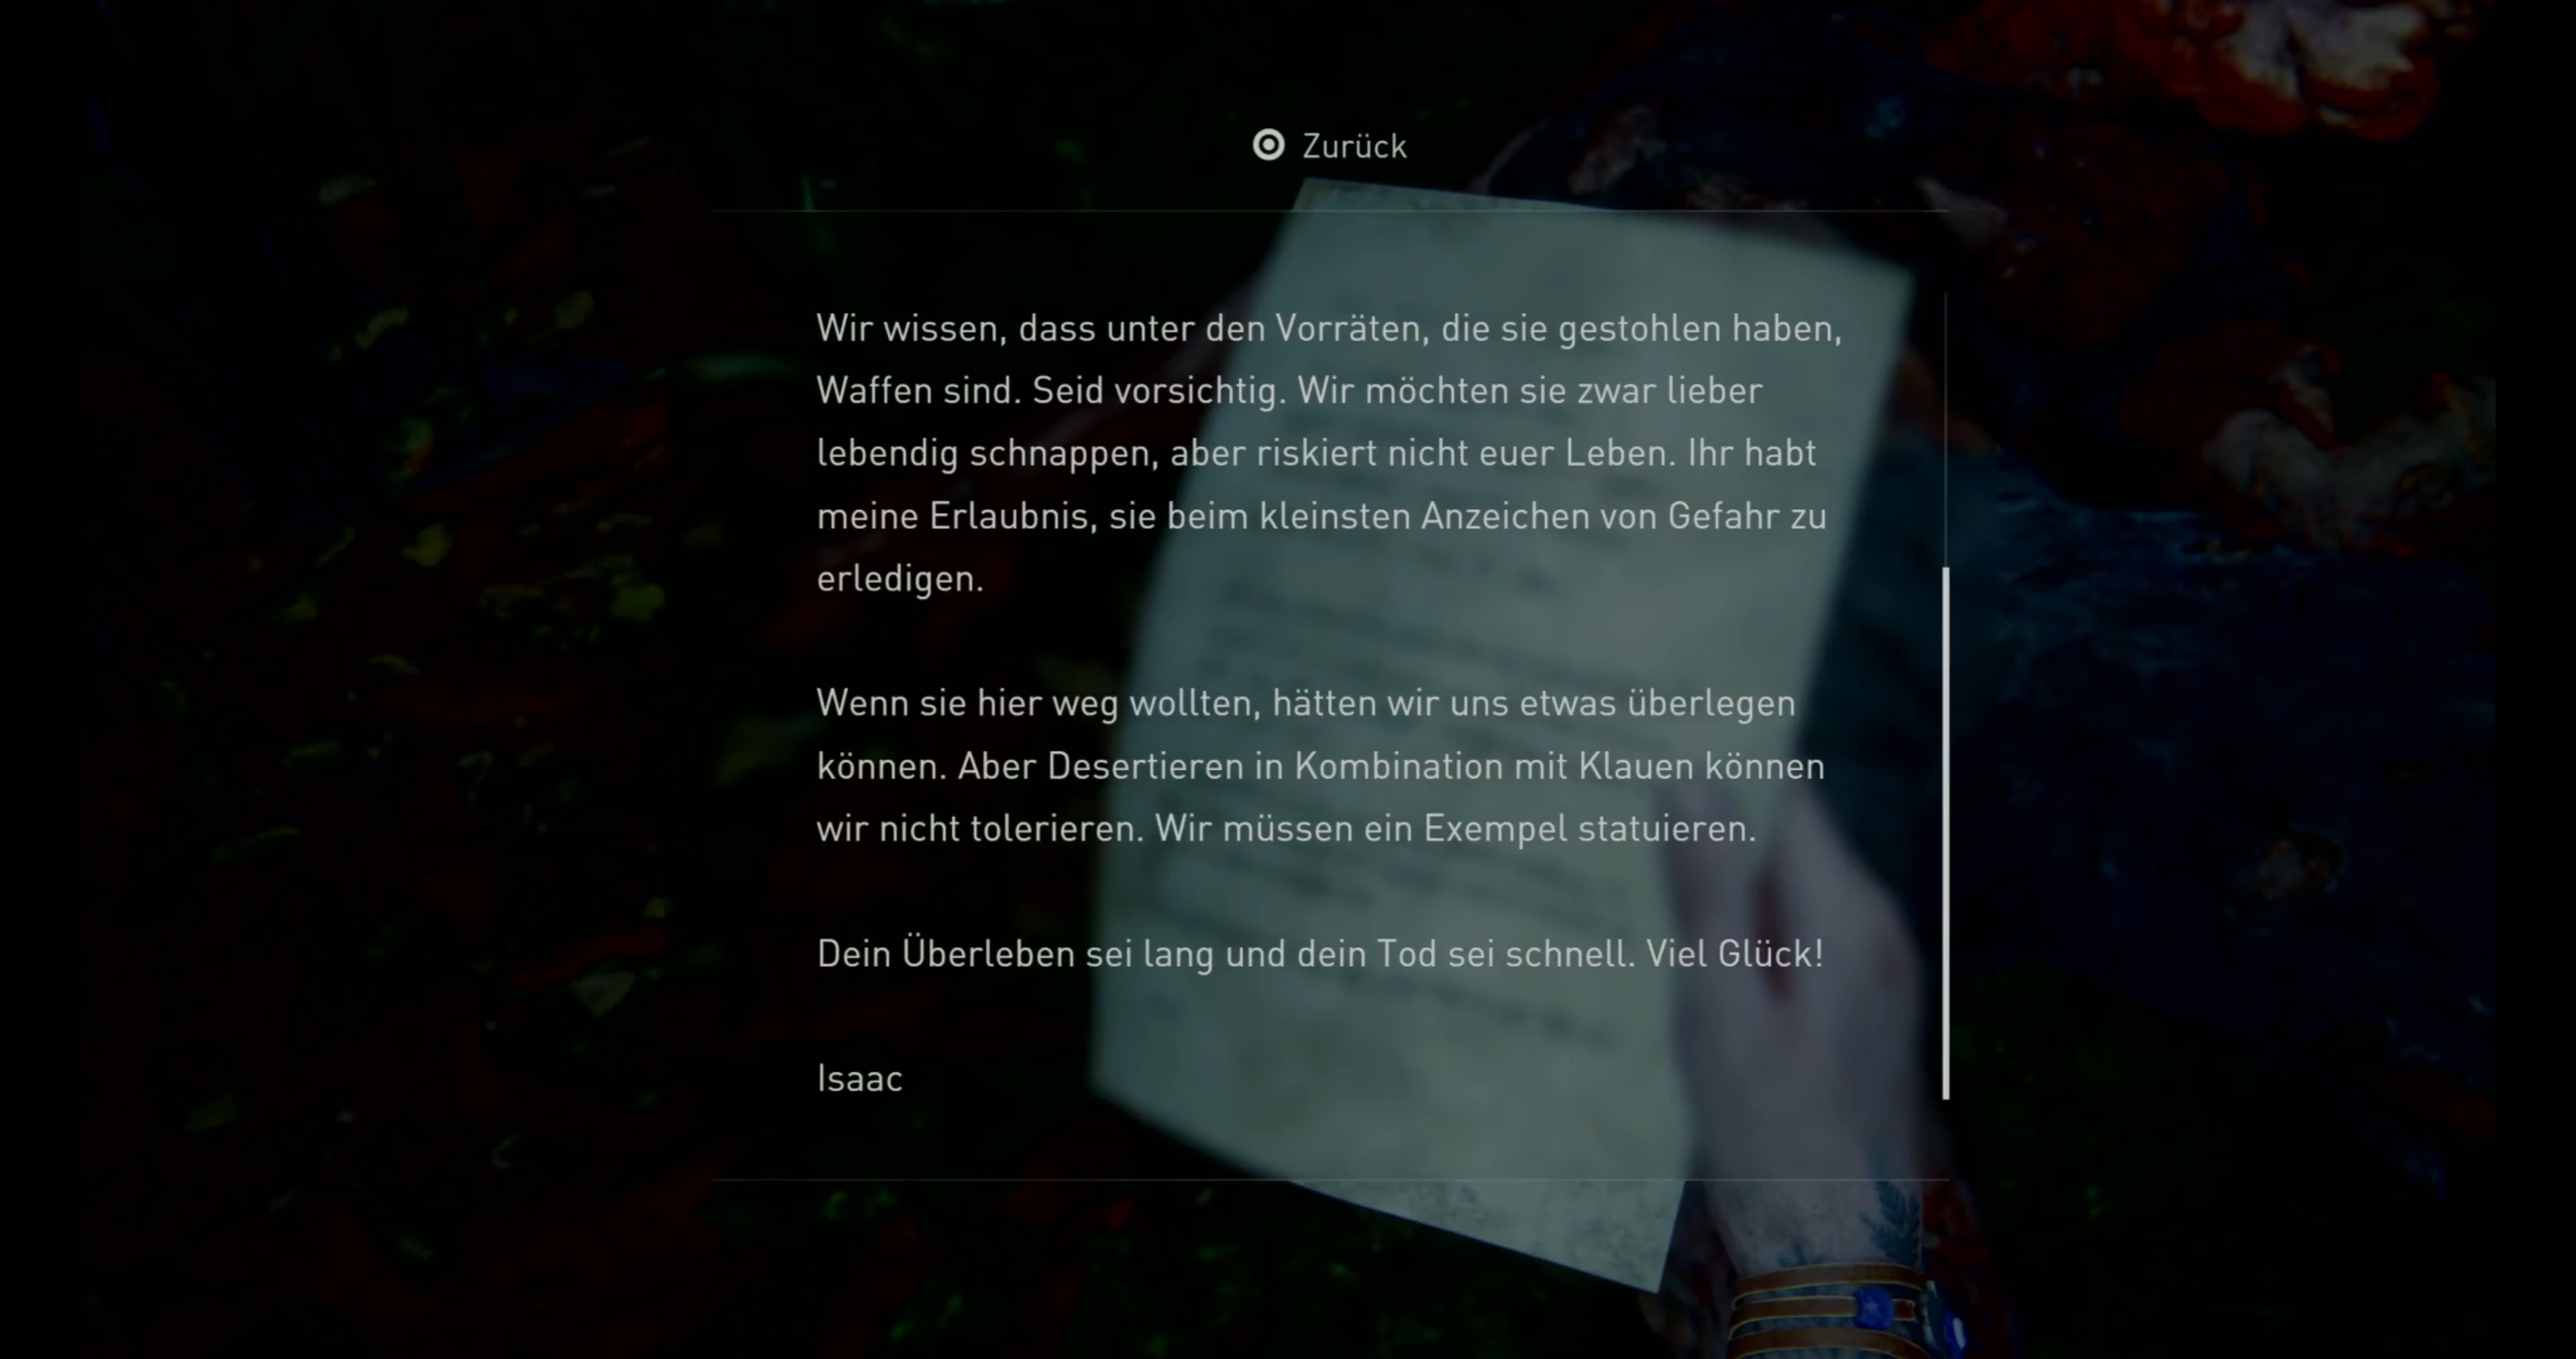 Zurück
Wir wissen, dass unter den Vorräten, die sie gestohlen haben,
Waffen sind. Seid vorsichtig. Wir möchten sie zwar lieber
lebendig schnappen, aber riskiert nicht euer Leben. Ihr habt
meine Erlaubnis, sie beim kleinsten Anzeichen von Gefahr zu
erledigen.
Wenn sie hier weg wollten, hätten wir uns etwas überlegen
können. Aber Desertieren in Kombination mit Klauen können
wir nicht tolerieren. Wir müssen ein Exempel statuieren.
Dein Überleben sei lang und dein Tod sei schnell. Viel Glück!
Isaac